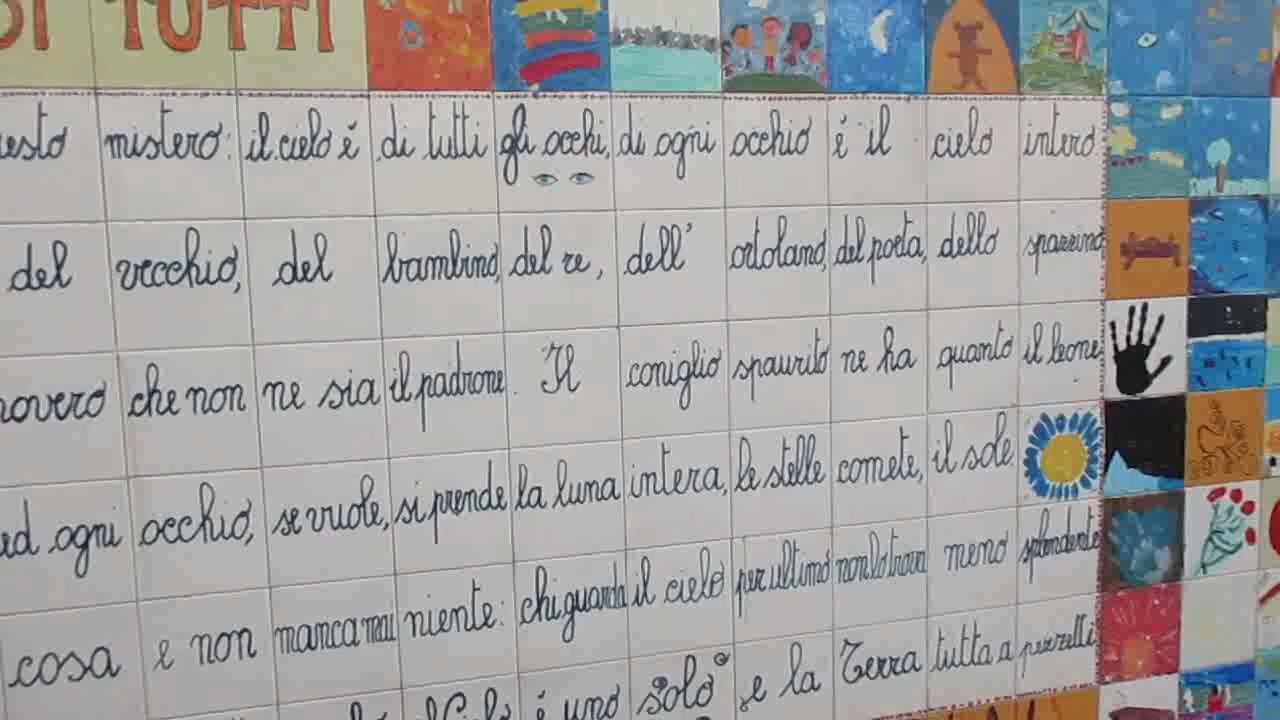 DI TUTTI
mistero: il cielo é di tutti gli occhi, di ogni occhio é il cielo intero
del vecchio, del bambino, del re, dell' ortolano, del poeta, dello spazzino
che non ne sia il padrone. Il coniglio spaurito ne ha quanto il leone,
ed ogni occhio, se vuole, si prende la luna intera, le stelle comete, il sole.
cosa e non manca mai niente: chi guarda il cielo per ultimo non lo trova meno splendente
é uno solo e la Terra tutta a pezzetti